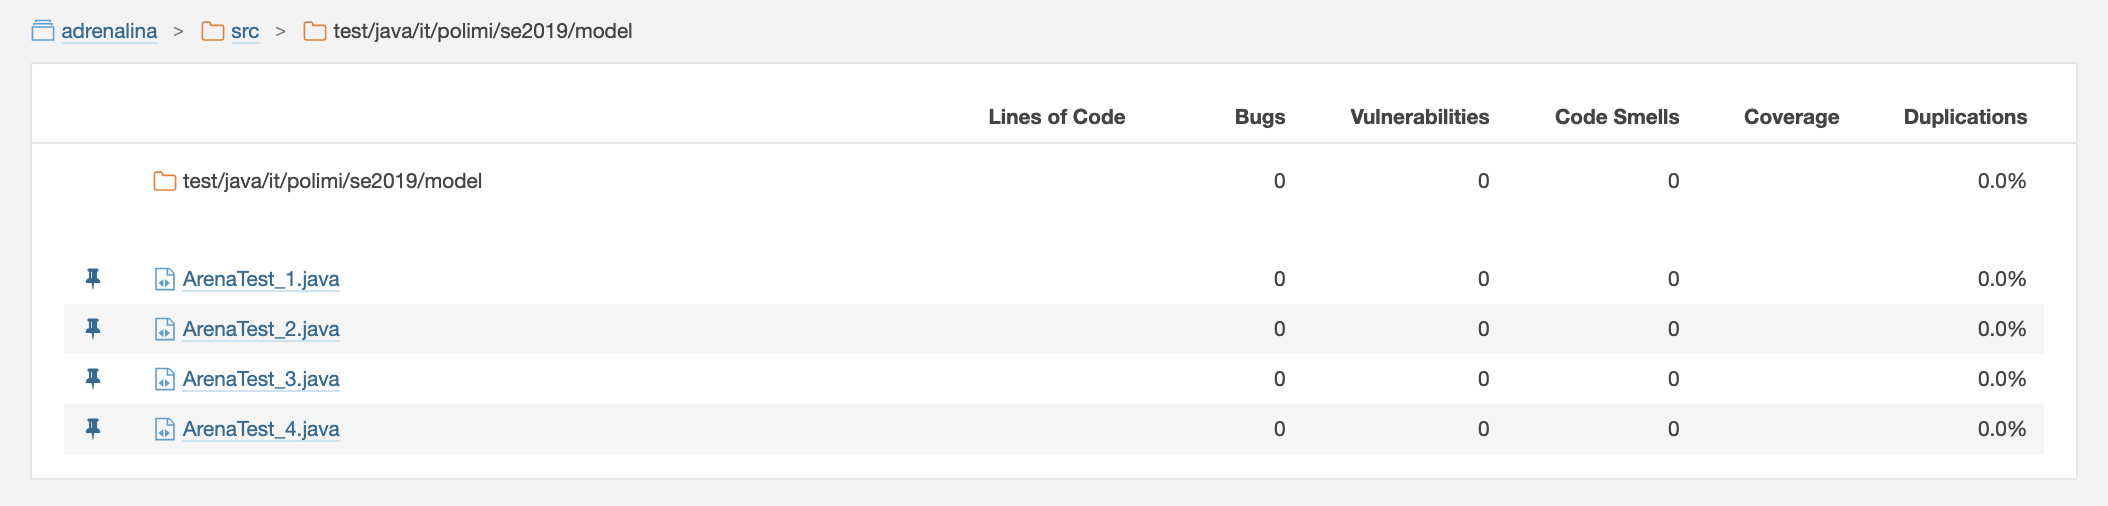 adrenalina > src > test/java/it/polimi/se2019/model
Lines of Code Bugs Vulnerabilities Code Smells Coverage Duplications
test/java/it/polimi/se2019/model 0 0 0 0.0%
ArenaTest_1.java 0 0 0 0.0%
ArenaTest_2.java 0 0 0 0.0%
ArenaTest_3.java 0 0 0 0.0%
ArenaTest_4.java 0 0 0 0.0%